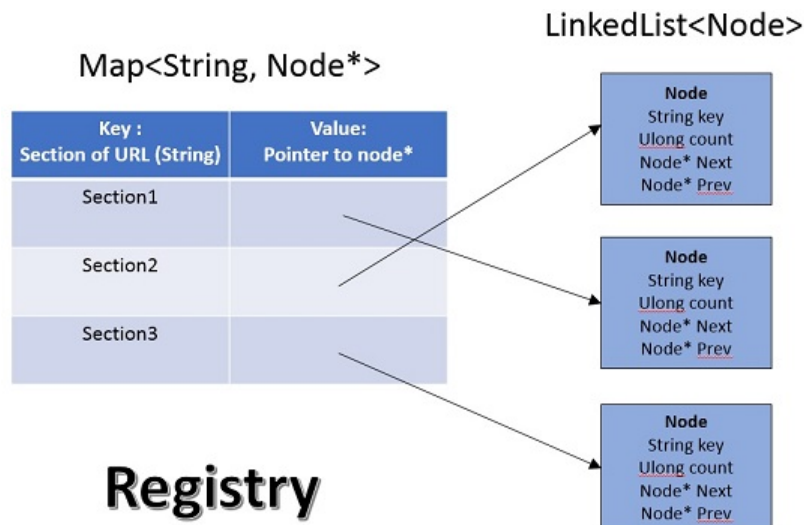 LinkedList<Node>
Map<String, Node*>
Key :
Section of URL (String)
Value:
Pointer to node*
Section1
Section2
Section3
Node
String key
Ulong count
Node* Next
Node* Prev
Node
String key
Ulong count
Node* Next
Node* Prev
Node
String key
Ulong count
Node* Next
Node* Prev
Registry